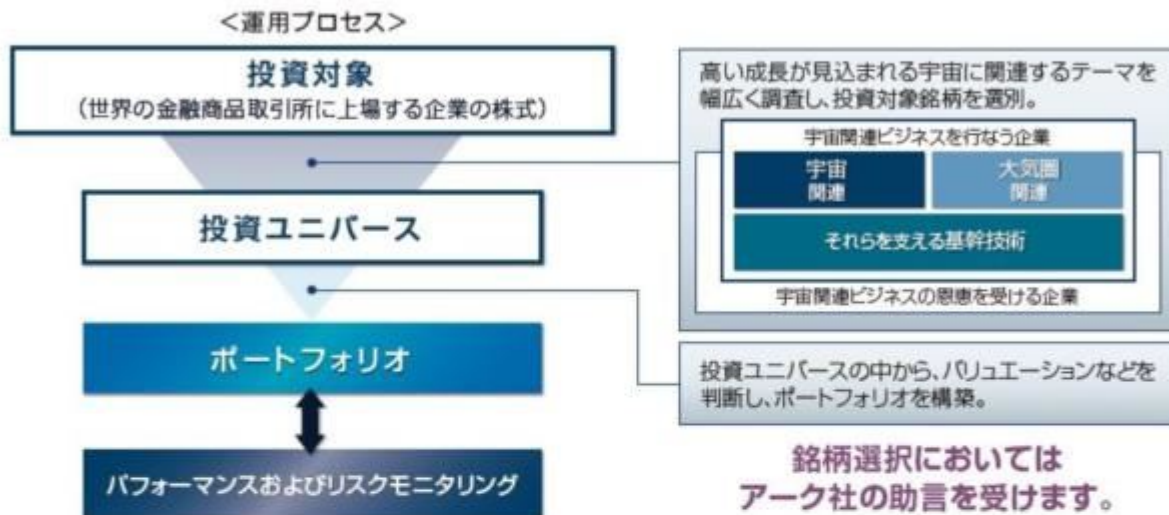 ＜運用プロセス＞
投資対象
（世界の金融商品取引所に上場する企業の株式）
投資ユニバース
ポートフォリオ
パフォーマンスおよびリスクモニタリング
高い成長が見込まれる宇宙に関連するテーマを
幅広く調査し、投資対象銘柄を選別。
宇宙関連ビジネスを行なう企業
宇宙
関連
大気圏
関連
それらを支える基幹技術
宇宙関連ビジネスの恩恵を受ける企業
投資ユニバースの中から、バリュエーションなどを
判断し、ポートフォリオを構築。
銘柄選択においては
アーク社の助言を受けます。